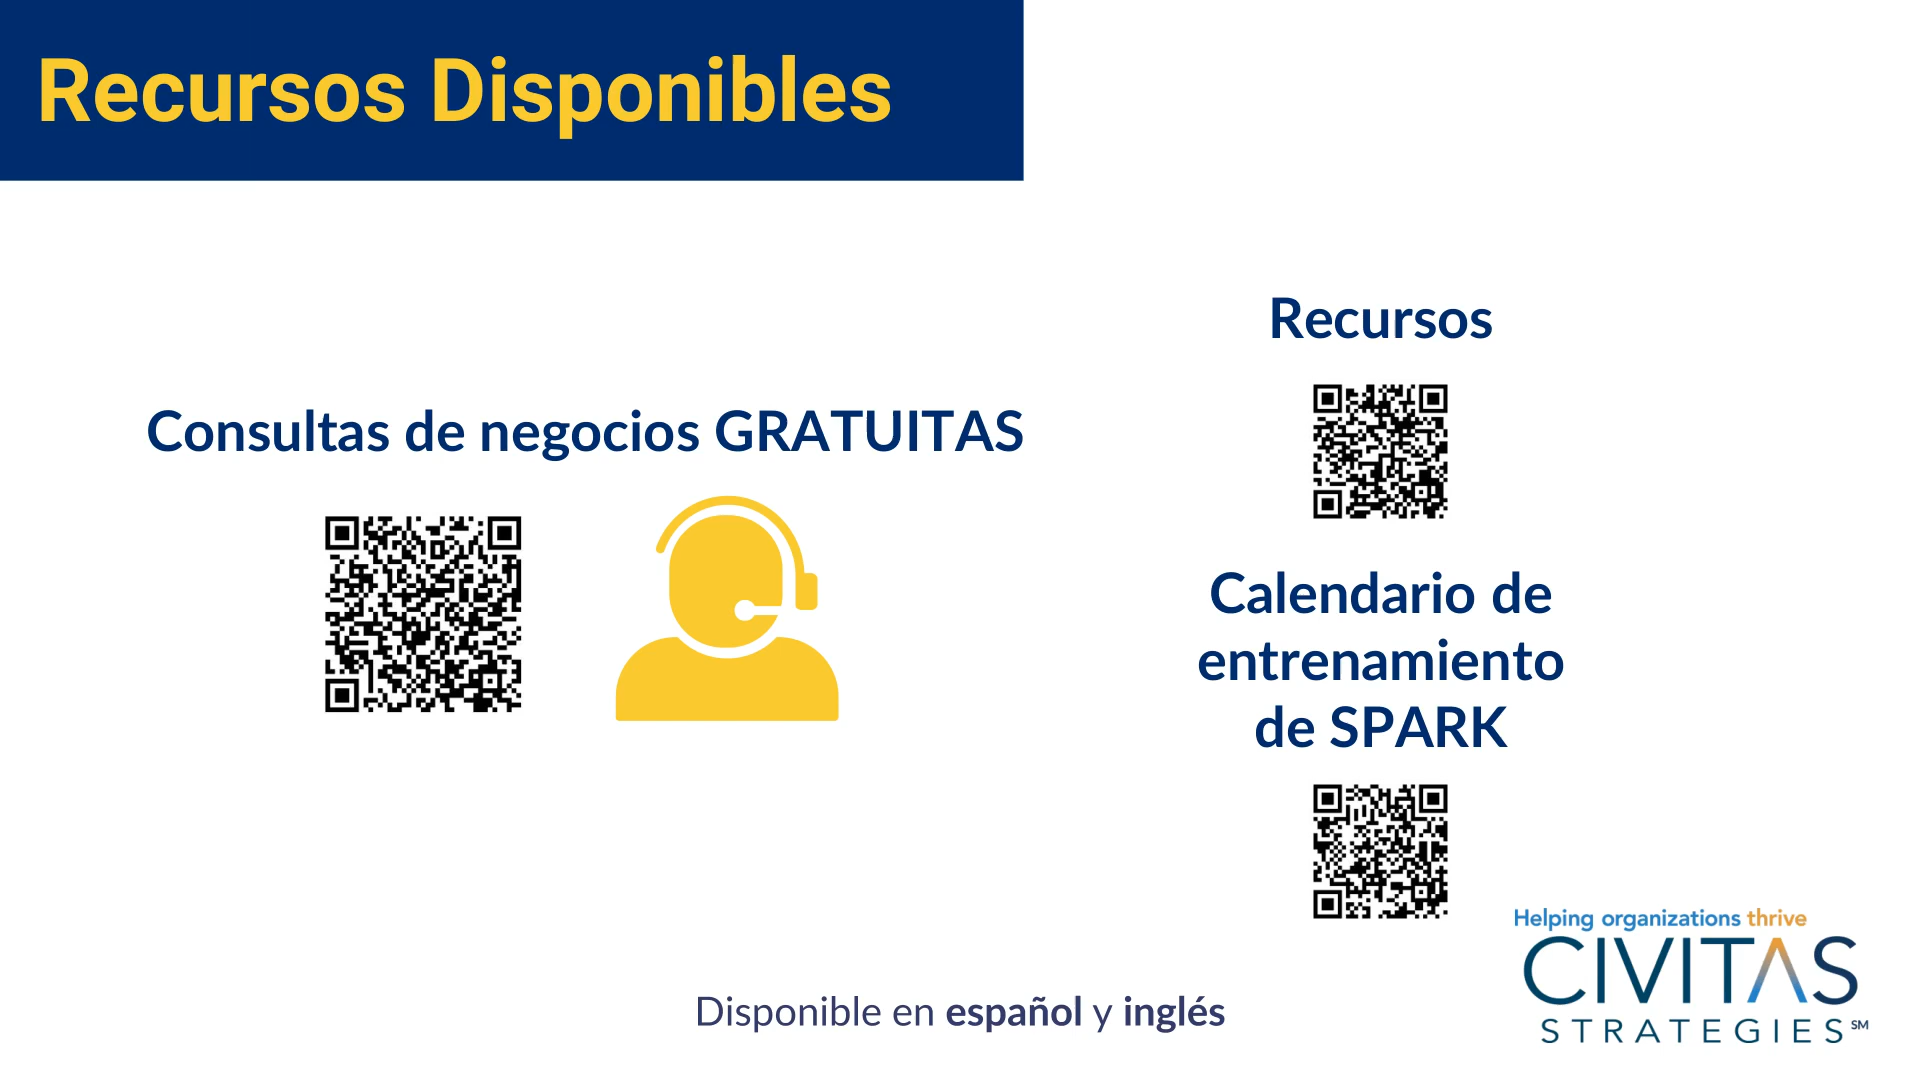 Recursos Disponibles
Consultas de negocios GRATUITAS
Recursos
Calendario de
entrenamiento
de SPARK
Helping organizations thrive
CIVITAS
STRATEGIES℠
Disponible en español y inglés